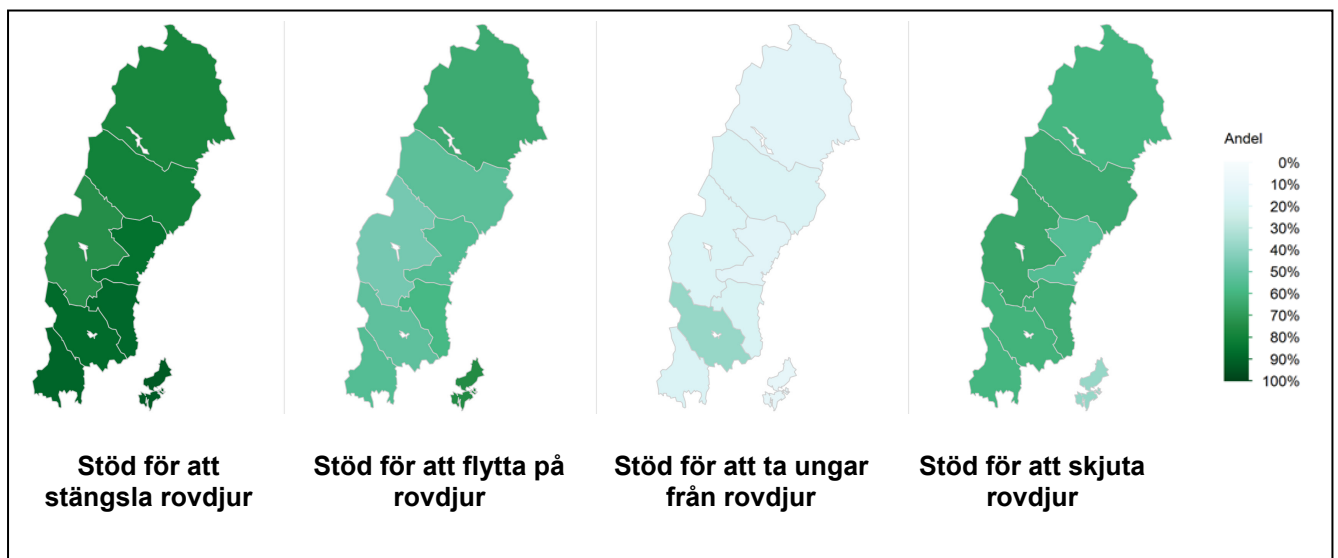 Andel
0%
10%
20%
30%
40%
50%
60%
70%
80%
90%
100%
Stöd för att
stängsla rovdjur
Stöd för att flytta på
rovdjur
Stöd för att ta ungar
från rovdjur
Stöd för att skjuta
rovdjur